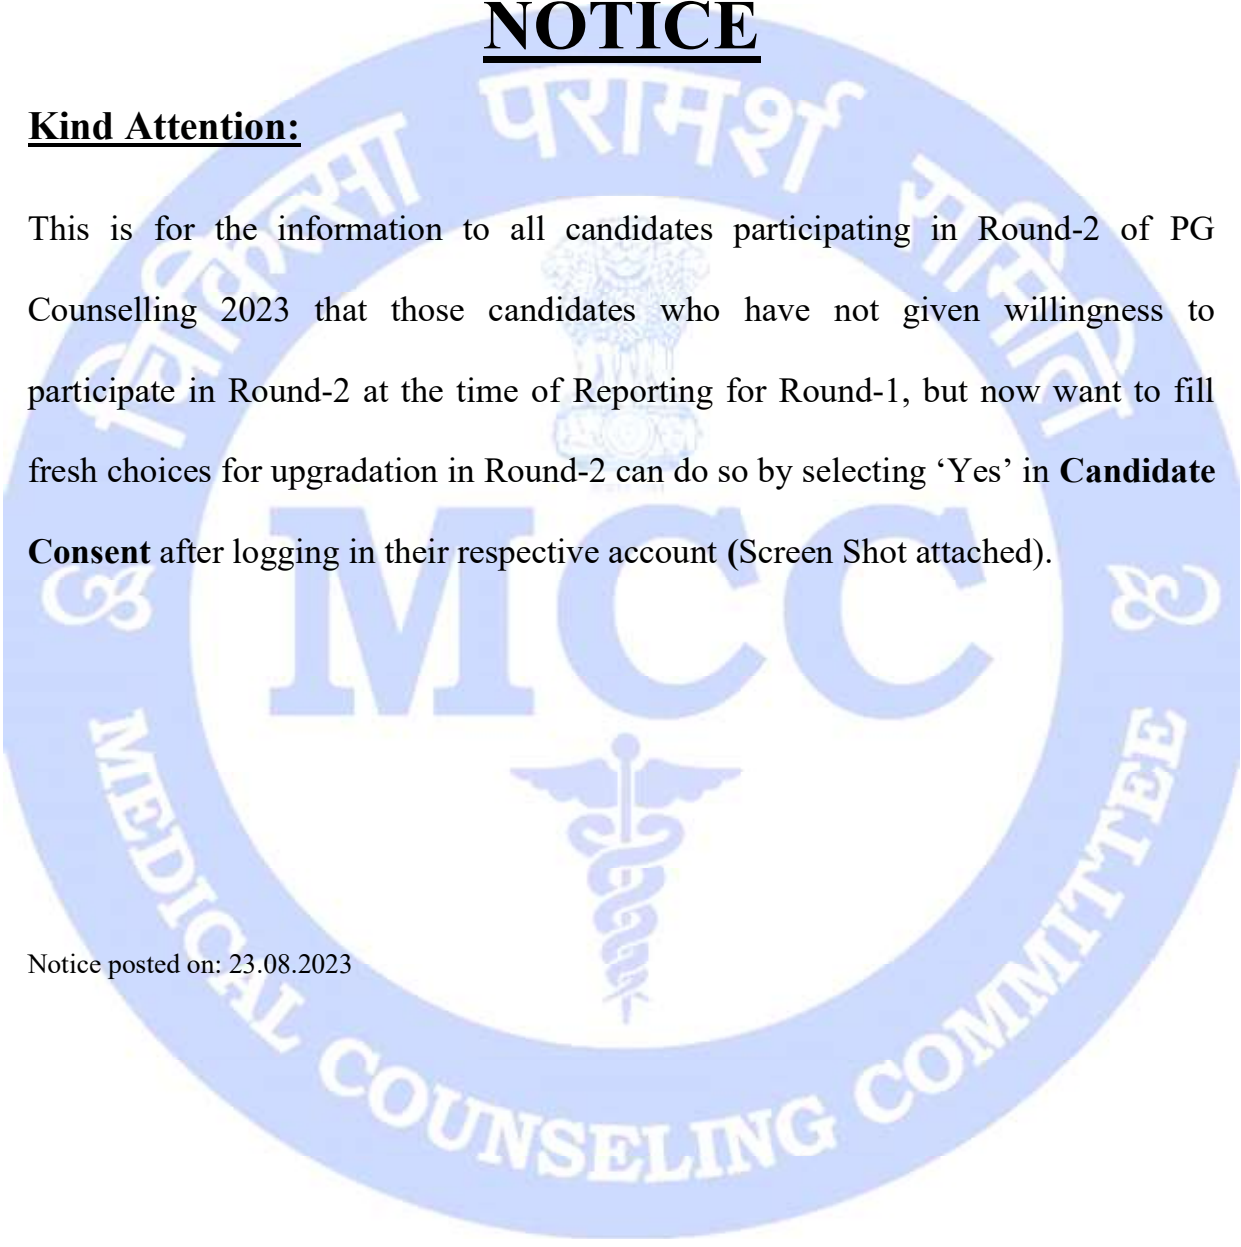 NOTICE
Kind Attention:
This is for the information to all candidates participating in Round-2 of PG
Counselling 2023 that those candidates who have not given willingness to
participate in Round-2 at the time of Reporting for Round-1, but now want to fill
fresh choices for upgradation in Round-2 can do so by selecting ‘Yes’ in Candidate
Consent after logging in their respective account (Screen Shot attached).
Notice posted on: 23.08.2023
चिकित्सा परामर्श समिति
MCC
MEDICAL COUNSELING COMMITTEE